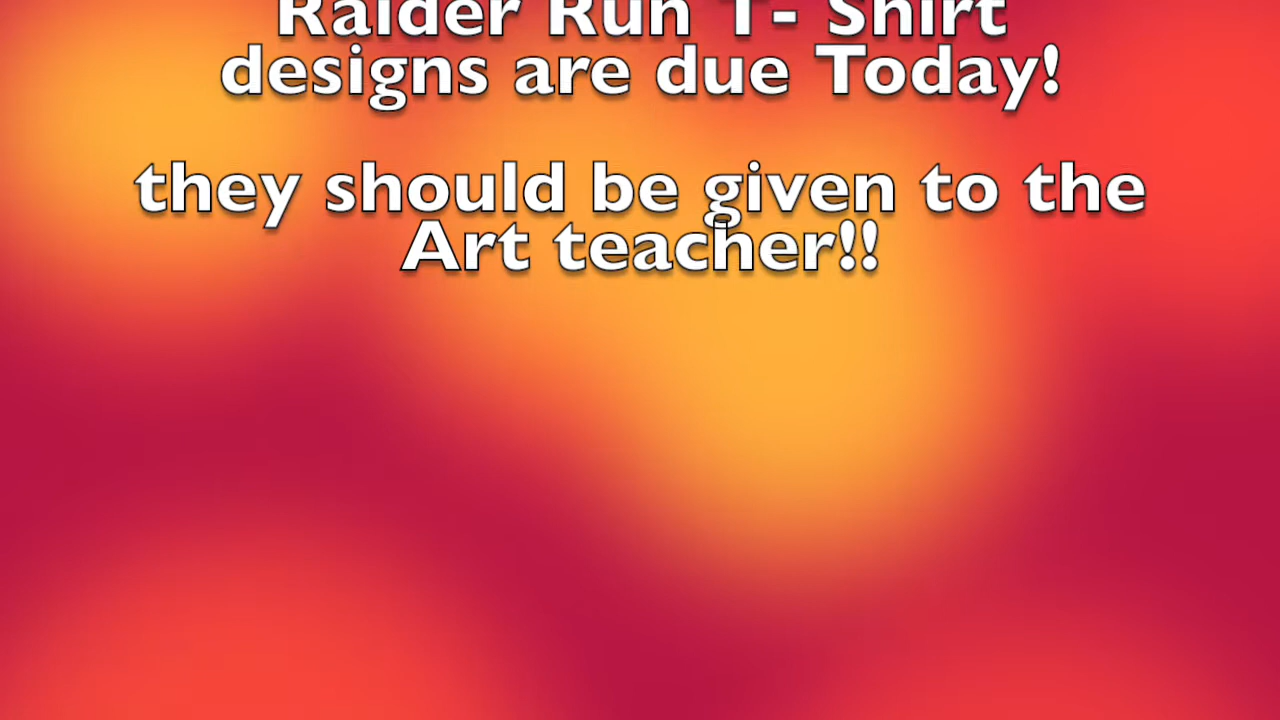 Raider Run T- Shirt
designs are due Today!
they should be given to the
Art teacher!!